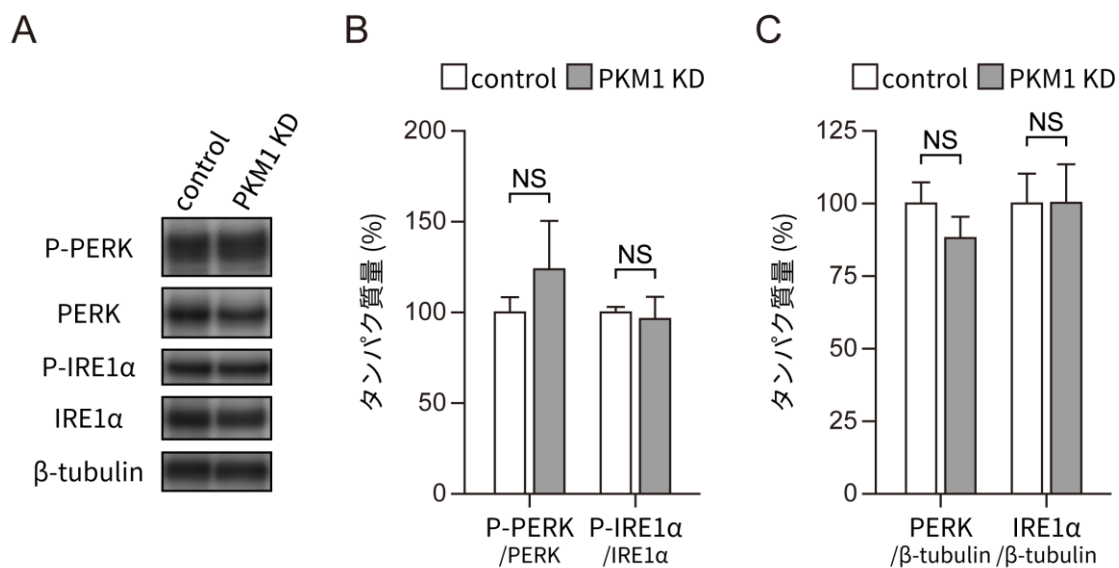 A
control
PKM1 KD
P-PERK
PERK
P-IRE1α
IRE1α
β-tubulin
B
control PKM1 KD
タンパク質量 (%)
200
150
100
50
0
NS
NS
P-PERK
/PERK
P-IRE1α
/IRE1α
C
control PKM1 KD
タンパク質量 (%)
125
100
75
50
25
0
NS
NS
PERK
/β-tubulin
IRE1α
/β-tubulin